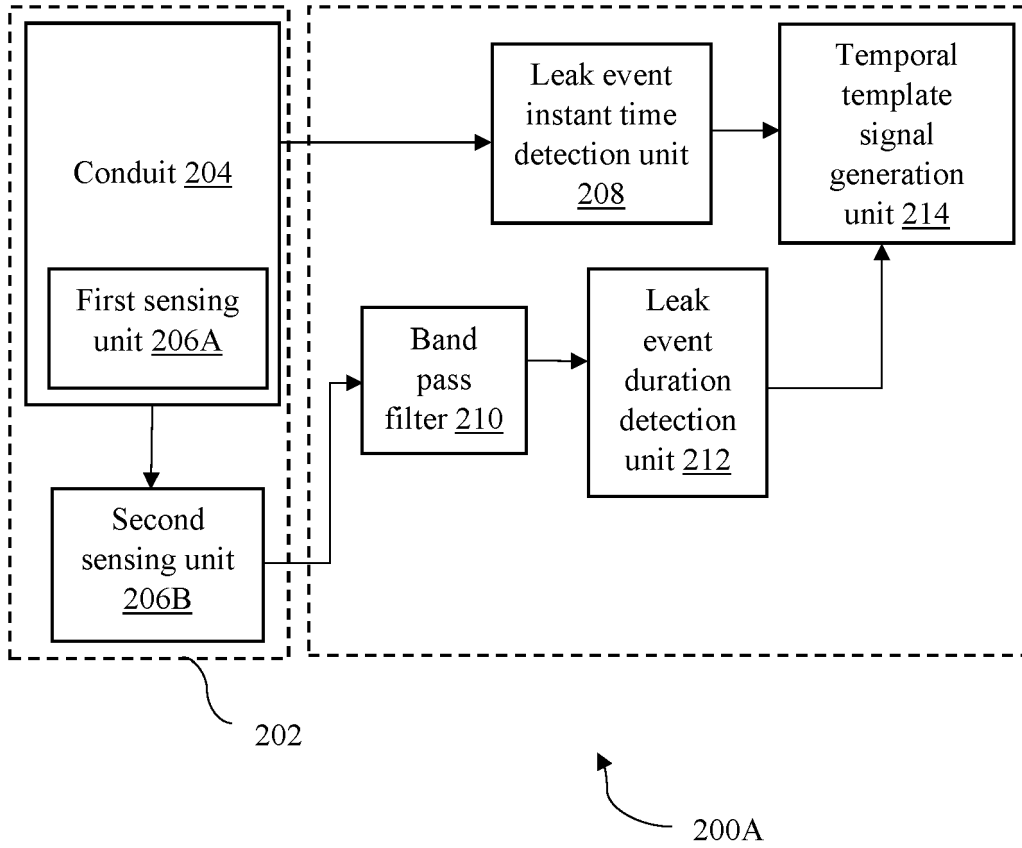 Conduit 204
First sensing
unit 206A
Second
sensing unit
206B
Leak event
instant time
detection unit
208
Temporal
template
signal
generation
unit 214
Band
pass
filter 210
Leak
event
duration
detection
unit 212
202
200A